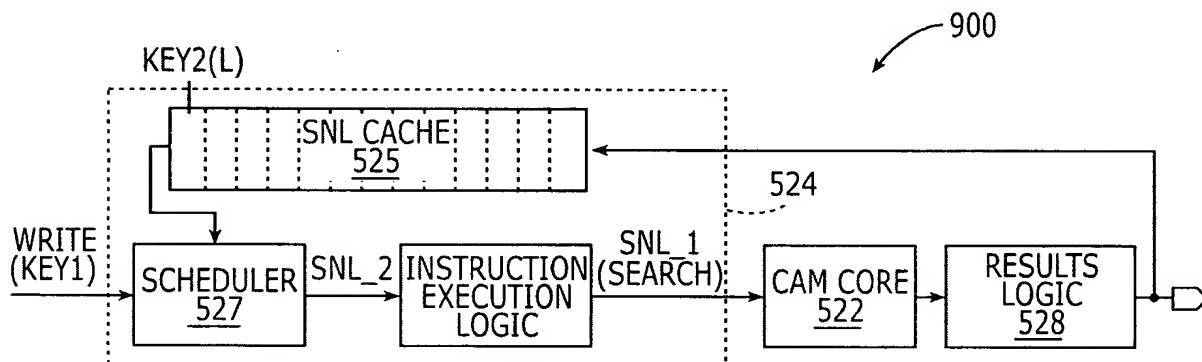 900
KEY2(L)
SNL CACHE
525
524
WRITE
(KEY1)
SCHEDULER
527
SNL_2
INSTRUCTION
EXECUTION
LOGIC
SNL_1
(SEARCH)
CAM CORE
522
RESULTS
LOGIC
528